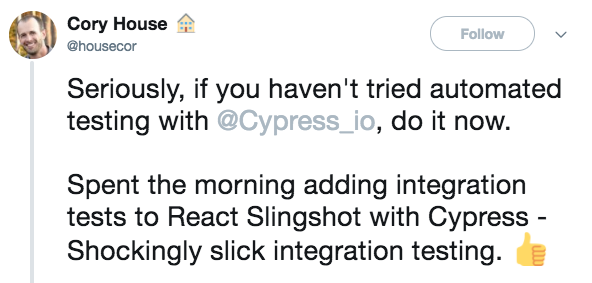 Cory House 🏠
@housecor
Follow
Seriously, if you haven't tried automated
testing with @Cypress_io, do it now.
Spent the morning adding integration
tests to React Slingshot with Cypress -
Shockingly slick integration testing. 👍